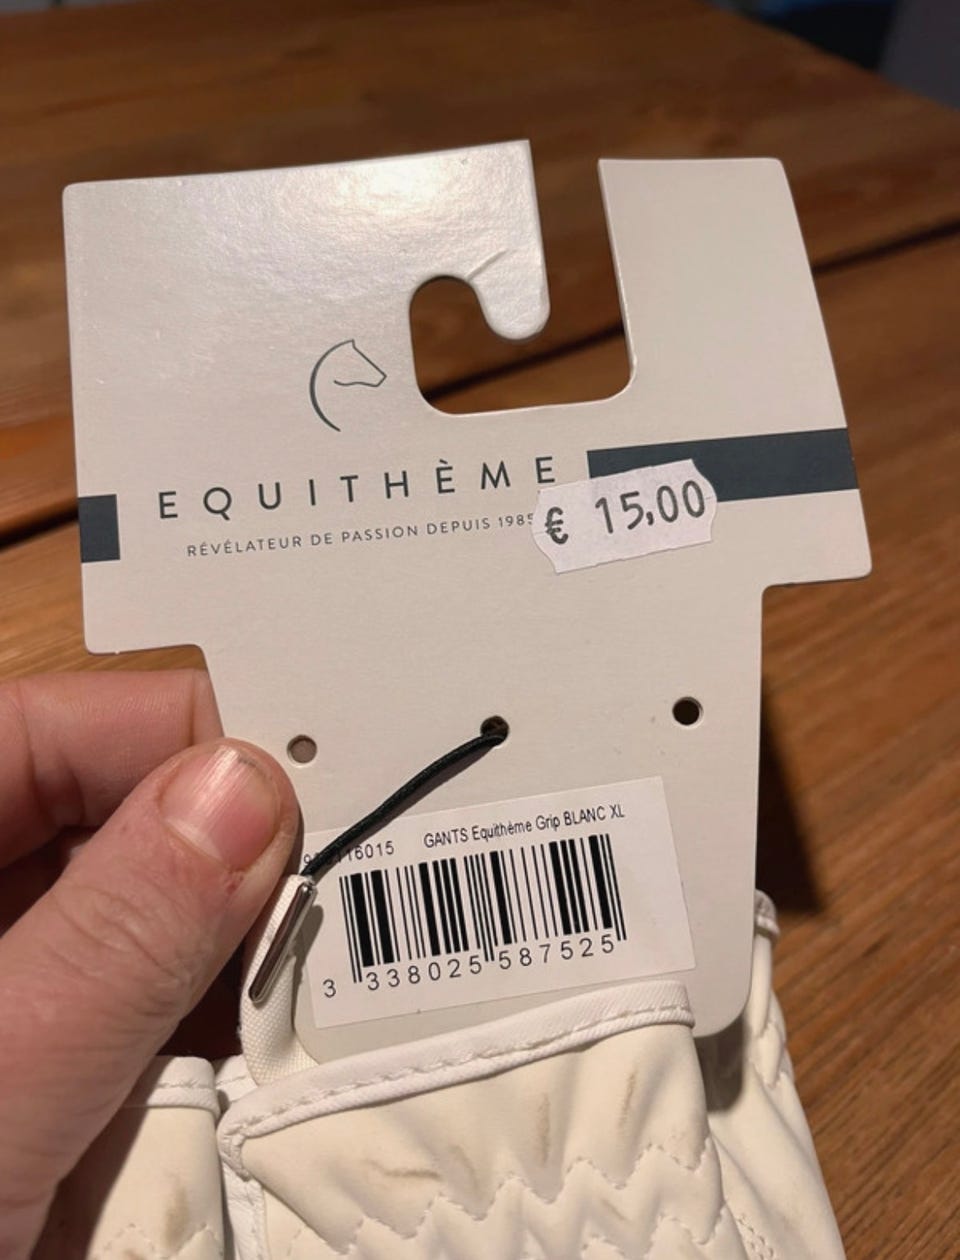 EQUITHÈME
RÉVÉLATEUR DE PASSION DEPUIS 1985
€ 15,00
GANTS Equithème Grip BLANC XL
3 338025 587525